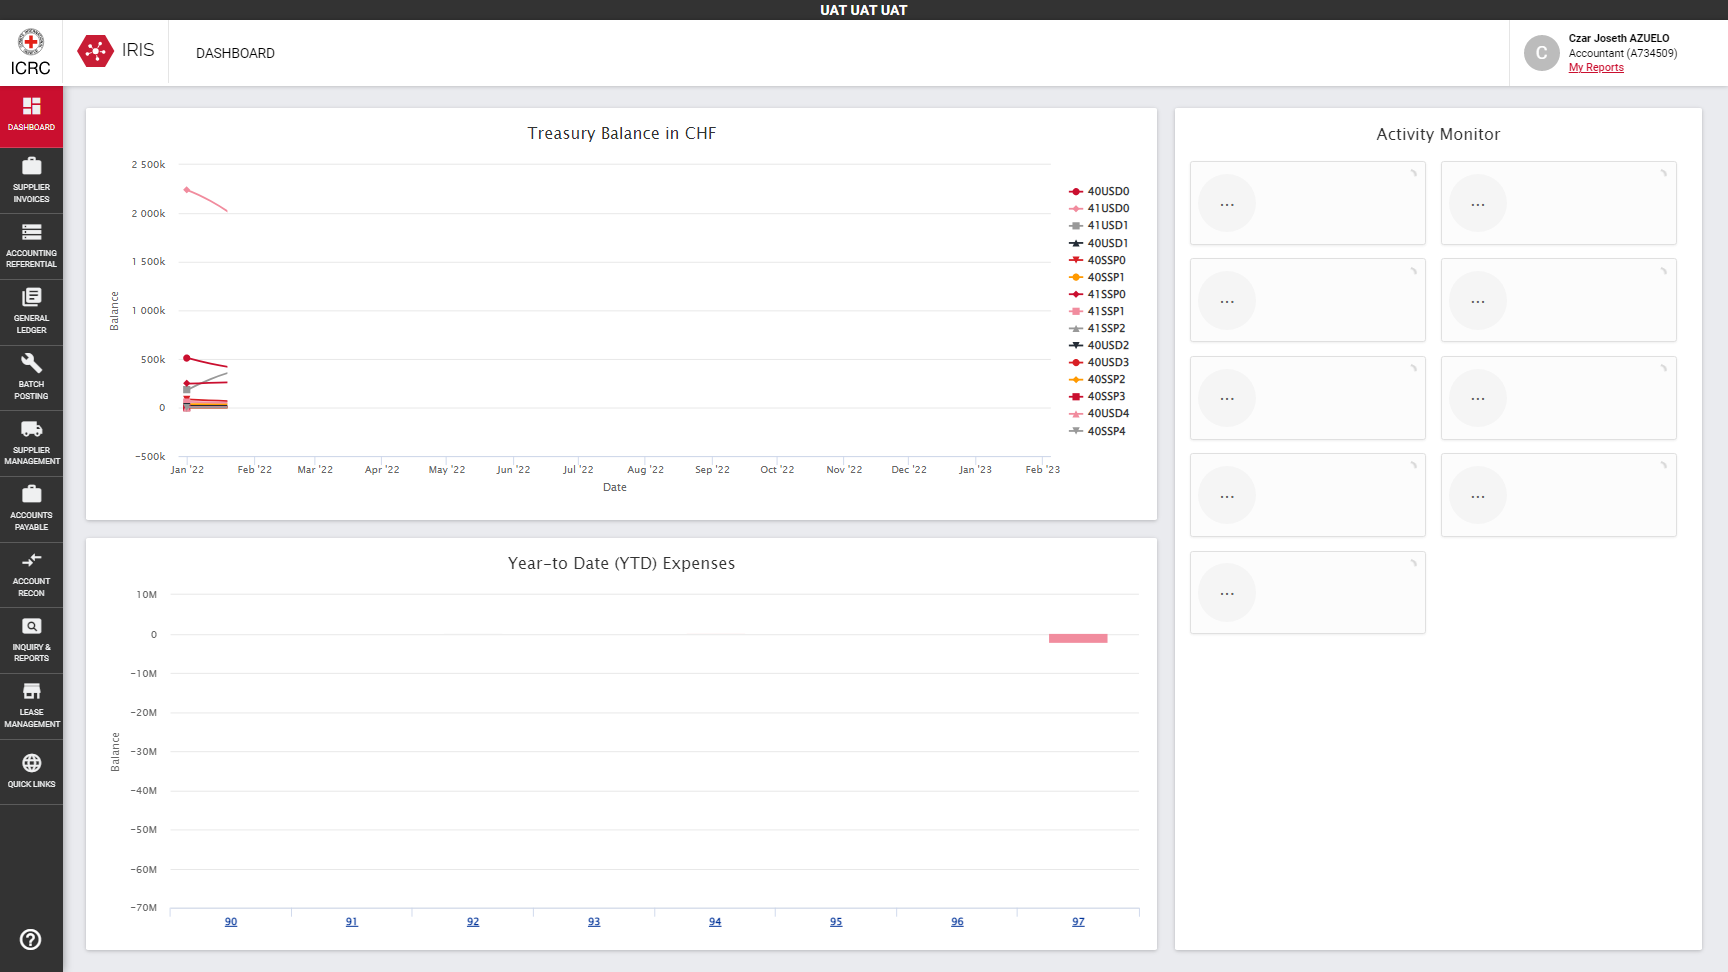 UAT UAT UAT
ICRC
IRIS
DASHBOARD
Czar Joseth AZUELO
Accountant (A734509)
My Reports
DASHBOARD
SUPPLIER
INVOICES
ACCOUNTING
REFERENTIAL
GENERAL
LEDGER
BATCH
POSTING
SUPPLIER
MANAGEMENT
ACCOUNTS
PAYABLE
ACCOUNT
RECON
INQUIRY &
REPORTS
LEASE
MANAGEMENT
QUICK LINKS
Treasury Balance in CHF
2 500k
2 000k
1 500k
1 000k
500k
0
-500k
Balance
Jan '22
Feb '22
Mar '22
Apr '22
May '22
Jun '22
Jul '22
Aug '22
Sep '22
Oct '22
Nov '22
Dec '22
Jan '23
Feb '23
Date
40USD0
41USD0
41USD1
40USD1
40SSP0
40SSP1
41SSP0
41SSP1
41SSP2
40USD2
40USD3
40SSP2
40SSP3
40USD4
40SSP4
Year-to Date (YTD) Expenses
10M
0
-10M
-20M
-30M
-40M
-50M
-60M
-70M
Balance
90
91
92
93
94
95
96
97
Activity Monitor
...
...
...
...
...
...
...
...
...